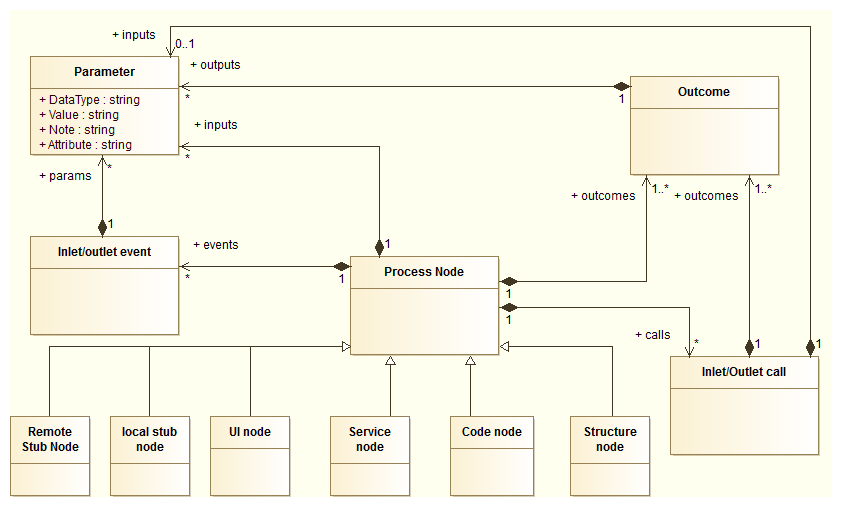 + inputs
0..1
Parameter
+ DataType : string
+ Value : string
+ Note : string
+ Attribute : string
+ outputs
*
1
Outcome
+ inputs
*
+ params
*
1
+ outcomes
1..*
+ outcomes
1..*
Inlet/outlet event
+ events
*
1
1
Process Node
1
1
+ calls
*
1
1
Inlet/Outlet call
Remote
Stub Node
local stub
node
UI node
Service
node
Code node
Structure
node